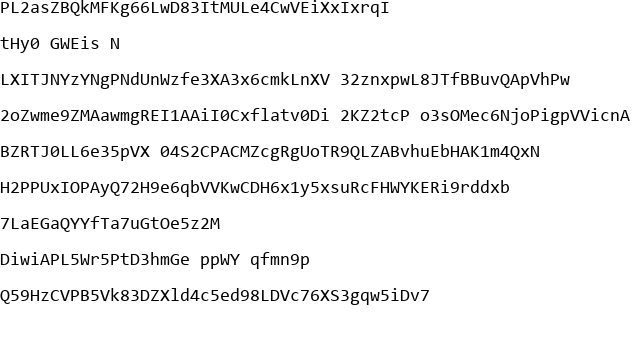 PL2asZBQkMFKg66LwD83ItMULe4CwVEiXxIxrqI
tHy0 GWEis N
LXITJNYzYNgPNdUnWzfe3XA3x6cmkLnXV 32znxpwL8JTfBBuvQApVhPw
2oZwme9ZMAawmgREI1AAiI0Cxflatv0Di 2KZ2tcP o3sOMec6NjoPigpVVicnA
BZRTJ0LL6e35pVX 04S2CPACMZcgRgUoTR9QLZABvhuEbHAK1m4QxN
H2PPUxIOPAyQ72H9e6qbVVKwCDH6x1y5xsuRcFHWYKERi9rddxb
7LaEGaQYYfTa7uGtOe5z2M
DiwiAPL5Wr5PtD3hmGe ppWY qfmn9p
Q59HzCVPB5Vk83DZXld4c5ed98LDVc76XS3gqw5iDv7